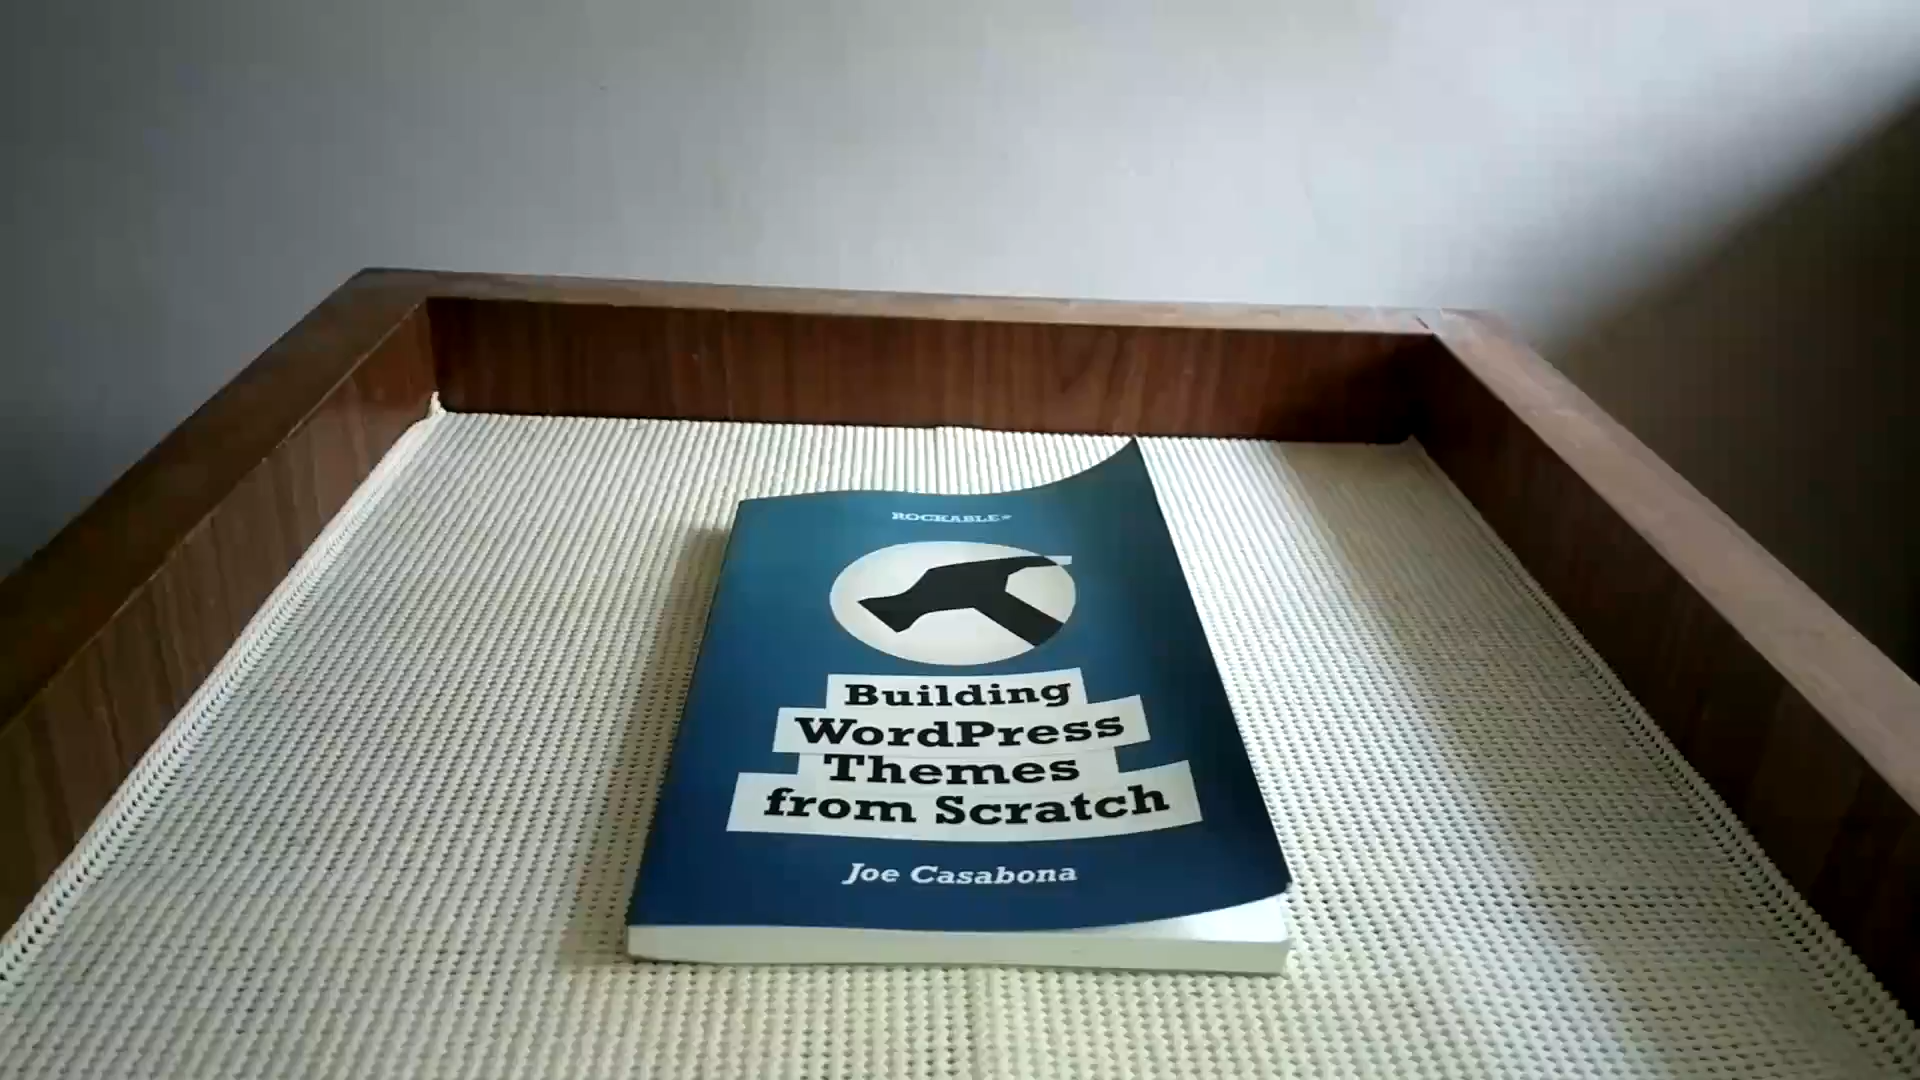 ROCKABLE*
Building
WordPress
Themes
from Scratch
Joe Casabona